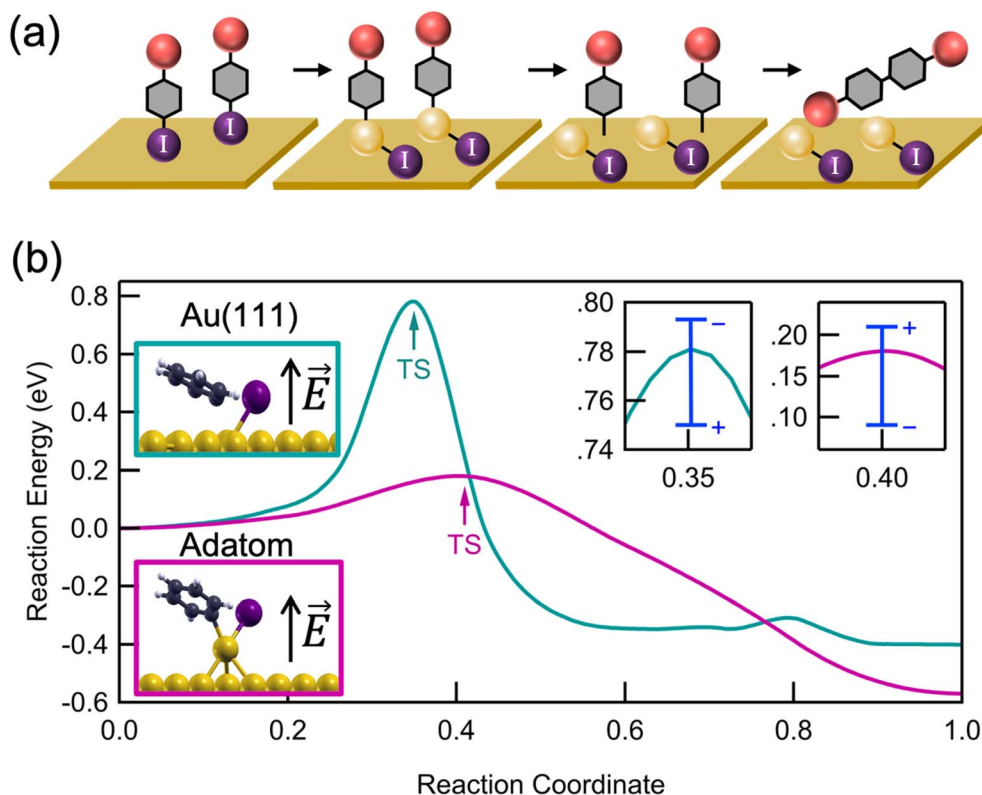 (a)
I I
I I
I I
I I
(b)
Reaction Energy (eV)
0.8
0.6
0.4
0.2
0.0
-0.2
-0.4
-0.6
Au(111)
E
TS
Adatom
E
TS
.80
.78
.76
.74
−
+
0.35
.20
.15
.10
+
−
0.40
0.0 0.2 0.4 0.6 0.8 1.0
Reaction Coordinate